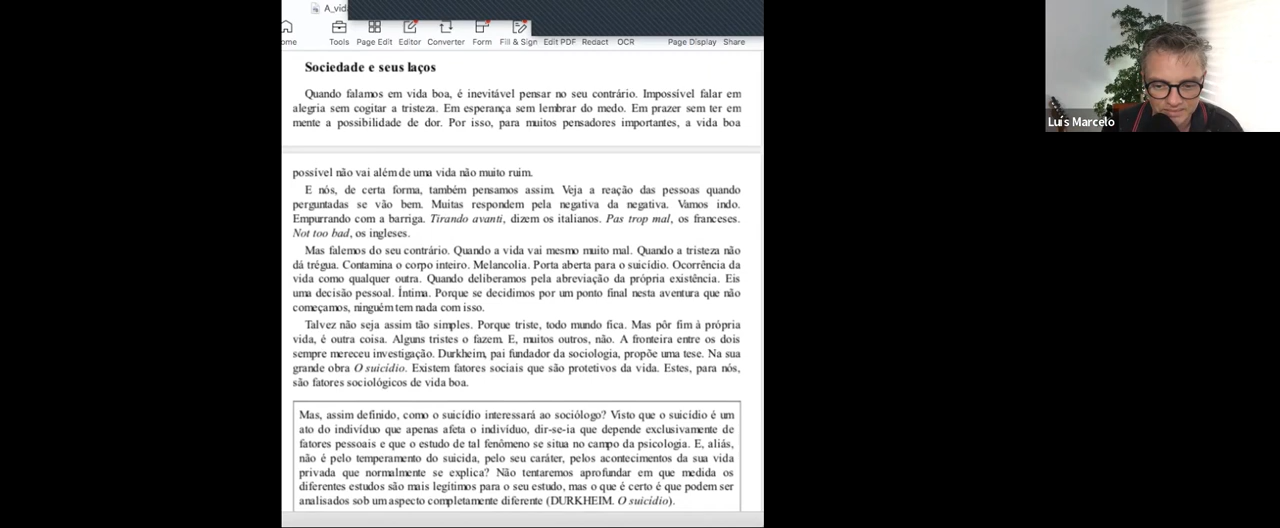 A_vida
ome
Tools Page Edit Editor Converter Form Fill & Sign Edit PDF Redact OCR Page Display Share
Luís Marcelo
Sociedade e seus laços
Quando falamos em vida boa, é inevitável pensar no seu contrário. Impossível falar em
alegria sem cogitar a tristeza. Em esperança sem lembrar do medo. Em prazer sem ter em
mente a possibilidade de dor. Por isso, para muitos pensadores importantes, a vida boa
possível não vai além de uma vida não muito ruim.
E nós, de certa forma, também pensamos assim. Veja a reação das pessoas quando
perguntadas se vão bem. Muitas respondem pela negativa da negativa. Vamos indo.
Empurrando com a barriga. Tirando avanti, dizem os italianos. Pas trop mal, os franceses.
Not too bad, os ingleses.
Mas falemos do seu contrário. Quando a vida vai mesmo muito mal. Quando a tristeza não
dá trégua. Contamina o corpo inteiro. Melancolia. Porta aberta para o suicídio. Ocorrência da
vida como qualquer outra. Quando deliberamos pela abreviação da própria existência. Eis
uma decisão pessoal. Íntima. Porque se decidimos por um ponto final nesta aventura que não
começamos, ninguém tem nada com isso.
Talvez não seja assim tão simples. Porque triste, todo mundo fica. Mas pôr fim à própria
vida, é outra coisa. Alguns tristes o fazem. E, muitos outros, não. A fronteira entre os dois
sempre mereceu investigação. Durkheim, pai fundador da sociologia, propõe uma tese. Na sua
grande obra O suicídio. Existem fatores sociais que são protetivos da vida. Estes, para nós,
são fatores sociológicos de vida boa.
Mas, assim definido, como o suicídio interessará ao sociólogo? Visto que o suicídio é um
ato do indivíduo que apenas afeta o indivíduo, dir-se-ia que depende exclusivamente de
fatores pessoais e que o estudo de tal fenômeno se situa no campo da psicologia. E, aliás,
não é pelo temperamento do suicida, pelo seu caráter, pelos acontecimentos da sua vida
privada que normalmente se explica? Não tentaremos aprofundar em que medida os
diferentes estudos são mais legítimos para o seu estudo, mas o que é certo é que podem ser
analisados sob um aspecto completamente diferente (DURKHEIM. O suicídio).